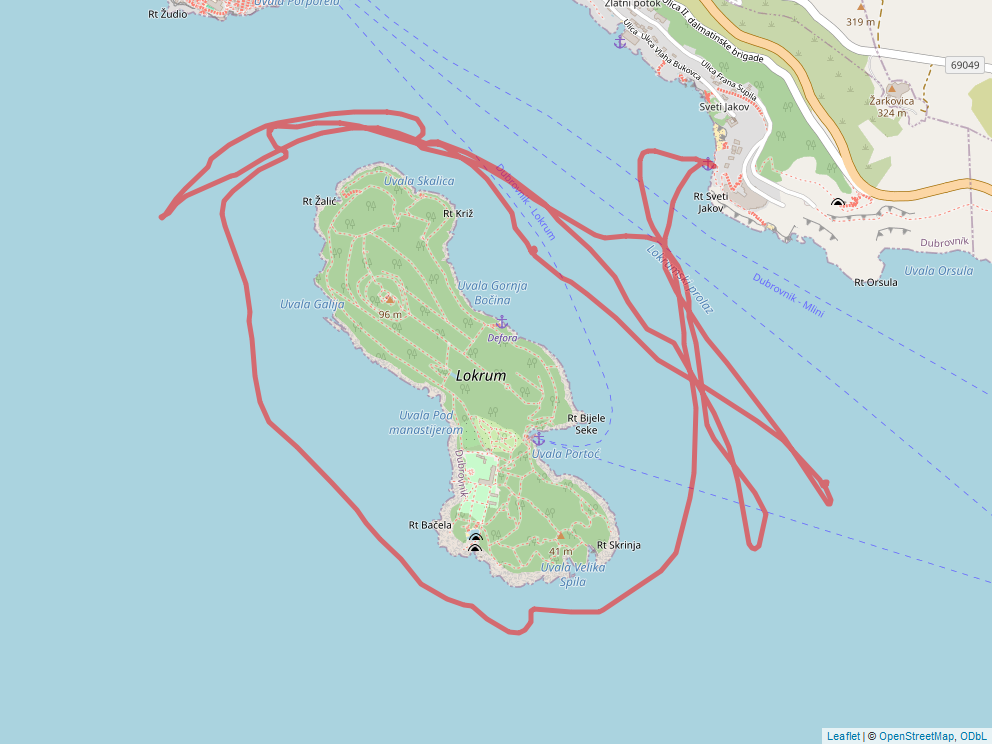 Uvala Porporela
Rt Žudio
Zlatni potok
Ulica II. dalmatinske brigade
319 m
Ulica
Ulica Vlaha Bukovca
69049
Ulica Frana Supila
Žarkovica
324 m
Sveti Jakov
Uvala Skalica
Dubrovnik - Lokrum
Rt Žalić
Rt Križ
Rt Sveti
Jakov
Dubrovnik
Lokrumski prolaz
Uvala Orsula
Rt Orsula
Dubrovnik - Mlini
Uvala Gornja
Bočina
Uvala Galija
96 m
Defora
Lokrum
Uvala Pod
manastijerom
Rt Bijele
Seke
Uvala Portoč
Dubrovnik
Rt Bačela
41 m
Rt Skrinja
Uvala Velika
Spila
Leaflet | © OpenStreetMap, ODbL